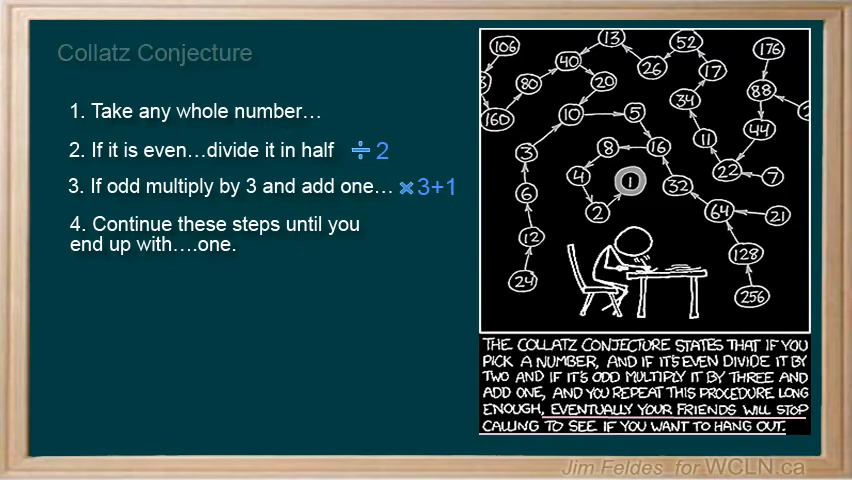 Collatz Conjecture
1. Take any whole number…
2. If it is even…divide it in half ÷ 2
3. If odd multiply by 3 and add one… ×3+1
4. Continue these steps until you
end up with….one.
106
13
52
176
40
26
17
80
20
88
34
160
10
5
44
11
3
8
16
22
7
4
1
32
6
2
64
21
12
128
24
256
THE COLLATZ CONJECTURE STATES THAT IF YOU
PICK A NUMBER, AND IF IT'S EVEN DIVIDE IT BY
TWO AND IF IT'S ODD MULTIPLY IT BY THREE AND
ADD ONE, AND YOU REPEAT THIS PROCEDURE LONG
ENOUGH, EVENTUALLY YOUR FRIENDS WILL STOP
CALLING TO SEE IF YOU WANT TO HANG OUT.
Jim Feldes for WCLN.ca